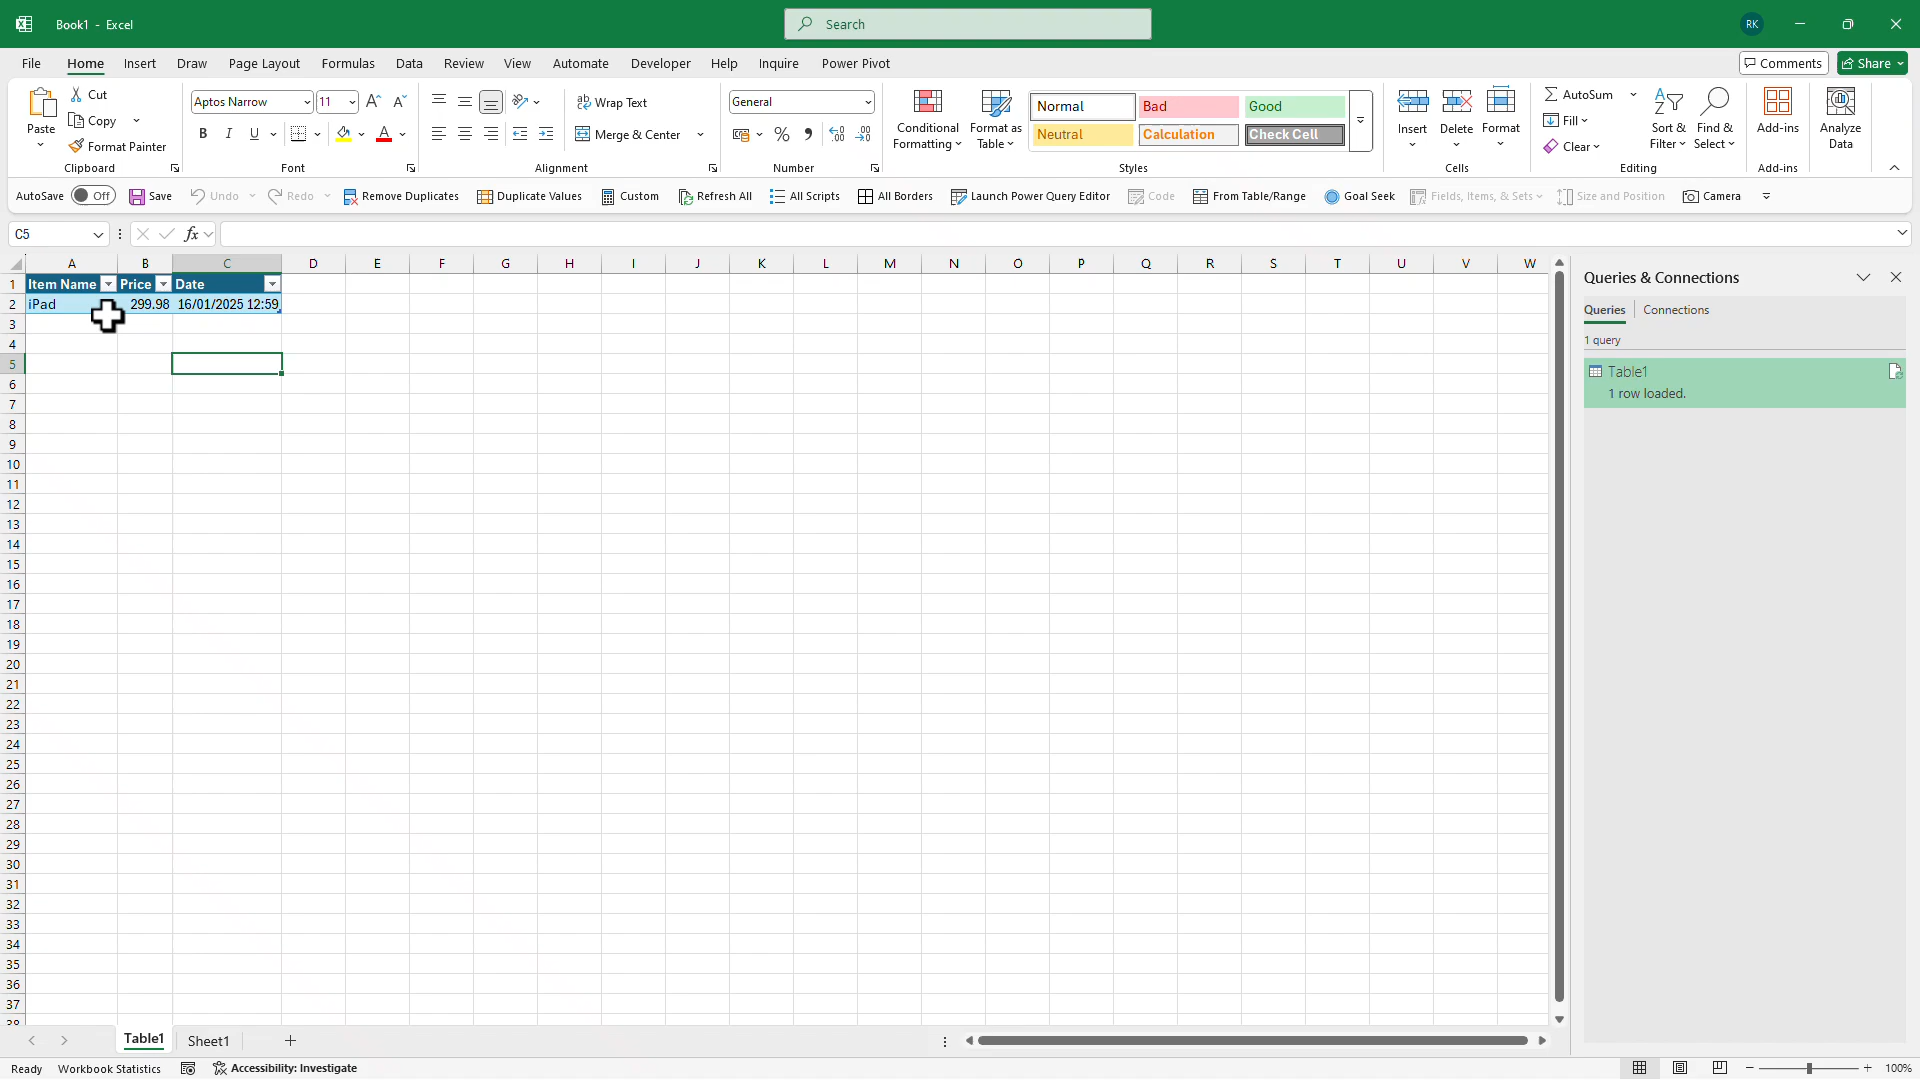 Book1 - Excel
Search
RK
File Home Insert Draw Page Layout Formulas Data Review View Automate Developer Help Inquire Power Pivot
Comments Share
Paste
Cut
Copy
Format Painter
Clipboard
Aptos Narrow 11
B I U
Font
Wrap Text
Merge & Center
Alignment
General
Number
Conditional Formatting
Format as Table
Normal Bad Good
Neutral Calculation Check Cell
Styles
Insert Delete Format
Cells
AutoSum
Fill
Clear
Sort & Filter
Find & Select
Editing
Add-ins
Add-ins
Analyze Data
AutoSave Off Save Undo Redo Remove Duplicates Duplicate Values Custom Refresh All All Scripts All Borders Launch Power Query Editor Code From Table/Range Goal Seek Fields, Items, & Sets Size and Position Camera
C5 fx
A B C D E F G H I J K L M N O P Q R S T U V W
1 Item Name Price Date
2 iPad 299.98 16/01/2025 12:59
3
4
5
6
7
8
9
10
11
12
13
14
15
16
17
18
19
20
21
22
23
24
25
26
27
28
29
30
31
32
33
34
35
36
37
38
Queries & Connections
Queries Connections
1 query
Table1
1 row loaded.
Table1 Sheet1
Ready Workbook Statistics Accessibility: Investigate
100%